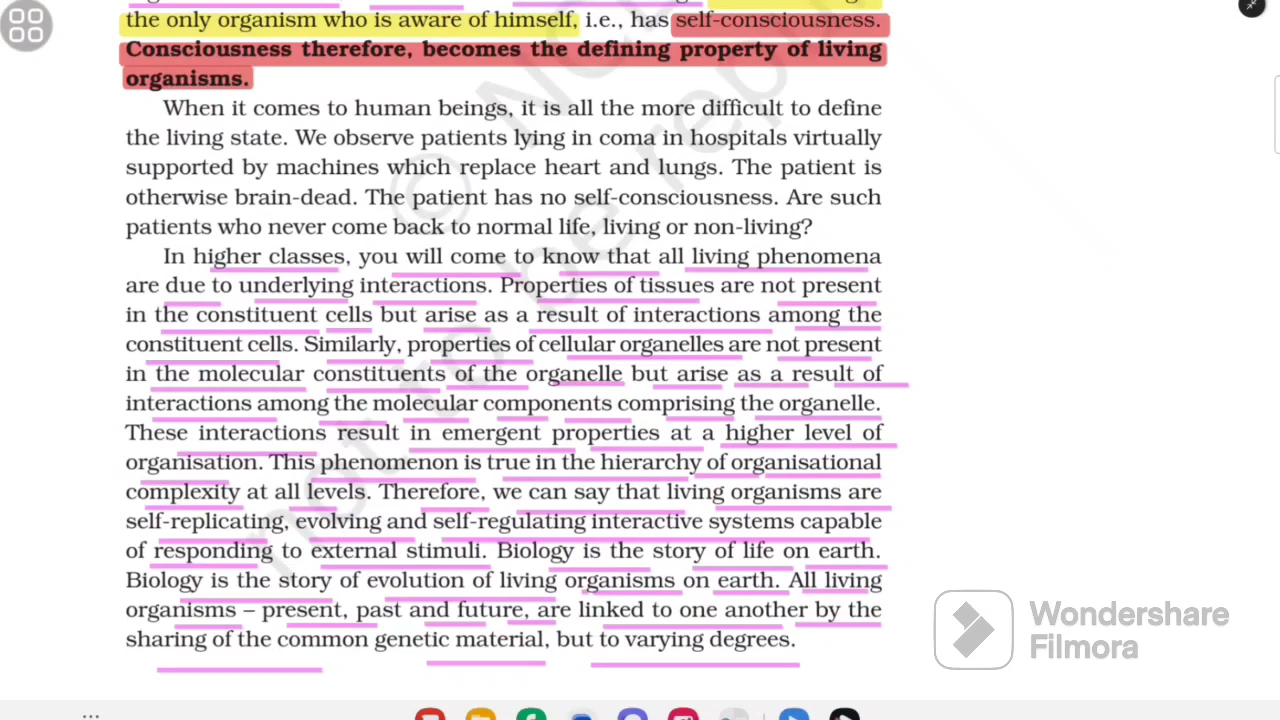 the only organism who is aware of himself, i.e., has self-consciousness.
Consciousness therefore, becomes the defining property of living
organisms.
When it comes to human beings, it is all the more difficult to define
the living state. We observe patients lying in coma in hospitals virtually
supported by machines which replace heart and lungs. The patient is
otherwise brain-dead. The patient has no self-consciousness. Are such
patients who never come back to normal life, living or non-living?
In higher classes, you will come to know that all living phenomena
are due to underlying interactions. Properties of tissues are not present
in the constituent cells but arise as a result of interactions among the
constituent cells. Similarly, properties of cellular organelles are not present
in the molecular constituents of the organelle but arise as a result of
interactions among the molecular components comprising the organelle.
These interactions result in emergent properties at a higher level of
organisation. This phenomenon is true in the hierarchy of organisational
complexity at all levels. Therefore, we can say that living organisms are
self-replicating, evolving and self-regulating interactive systems capable
of responding to external stimuli. Biology is the story of life on earth.
Biology is the story of evolution of living organisms on earth. All living
organisms – present, past and future, are linked to one another by the
sharing of the common genetic material, but to varying degrees.
Wondershare
Filmora
not to be repu
© NC